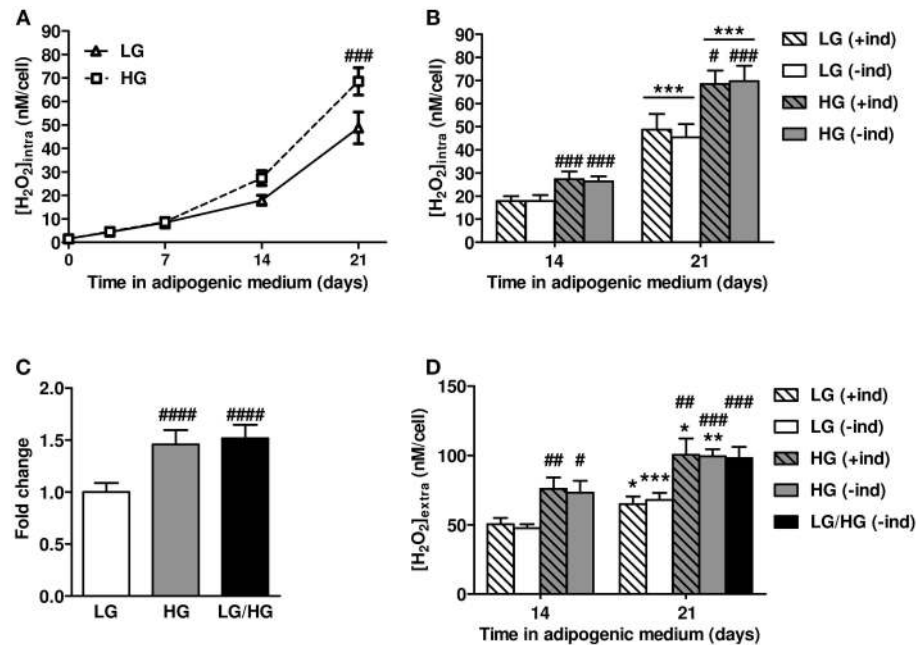 A
[H₂O₂]intra (nM/cell)
90
80
70
60
50
40
30
20
10
0
LG
HG
###
0
7
14
21
Time in adipogenic medium (days)
B
[H₂O₂]intra (nM/cell)
90
80
70
60
50
40
30
20
10
0
### ###
***
***
# ###
14
21
Time in adipogenic medium (days)
LG (+ind)
LG (-ind)
HG (+ind)
HG (-ind)
C
Fold change
2.0
1.5
1.0
0.5
0.0
#### ####
LG HG LG/HG
D
[H₂O₂]extra (nM/cell)
150
100
50
0
## #
* ***
## ### ###
* **
14
21
Time in adipogenic medium (days)
LG (+ind)
LG (-ind)
HG (+ind)
HG (-ind)
LG/HG (-ind)